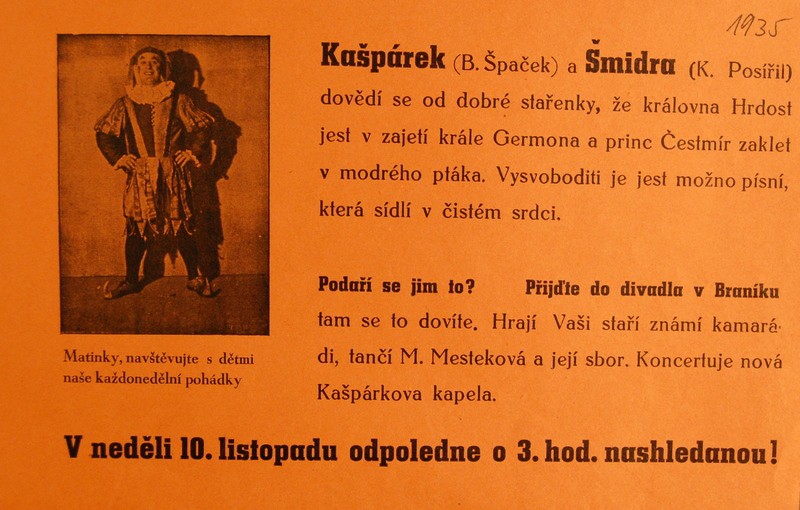 1935
Kašpárek (B. Špaček) a Šmidra (K. Posířil)
dovědí se od dobré stařenky, že královna Hrdost
jest v zajetí krále Germona a princ Čestmír zaklet
v modrého ptáka. Vysvoboditi je jest možno písní,
která sídlí v čistém srdci.
Podaří se jim to? Přijďte do divadla v Braníku
tam se to dovíte. Hrají Vaši staří známí kamará-
di, tančí M. Mesteková a její sbor. Koncertuje nová
Kašpárkova kapela.
Matinky, navštěvujte s dětmi
naše každonedělní pohádky
V neděli 10. listopadu odpoledne o 3. hod. nashledanou!